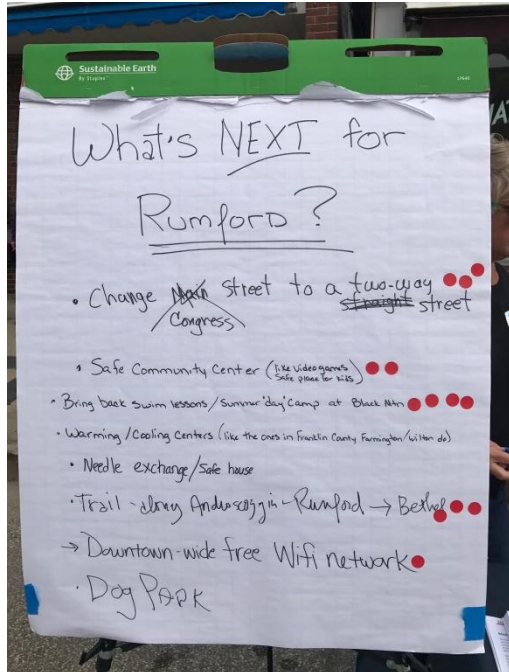 Sustainable Earth
By Staples
What's NEXT for
Rumford?
• Change Main street to a two-way
Congress straight street
• Safe Community Center (like videogames
Safe place for kids)
• Bring back swim lessons/Summer 'day' Camp at Black Mtn
• Warming/Cooling Centers (like the ones in Franklin County Farmington/Wilton do)
• Needle exchange/Safe house
• Trail - along Androscoggin - Rumford → Bethel
→ Downtown-wide free Wifi network
• Dog PARK